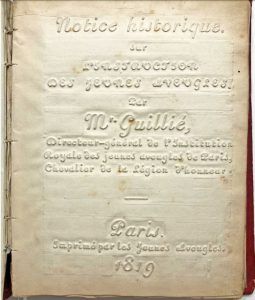 Notice historique.
sur
L'INSTRUCTION
DES JEUNES AVEUGLES!
Par
Mr Guillié,
Directeur-général de l'Institution
Royale des jeunes aveugles de Paris,
Chevalier de la Légion d'honneur.
Paris.
Imprimé par les Jeunes Aveugles.
1819